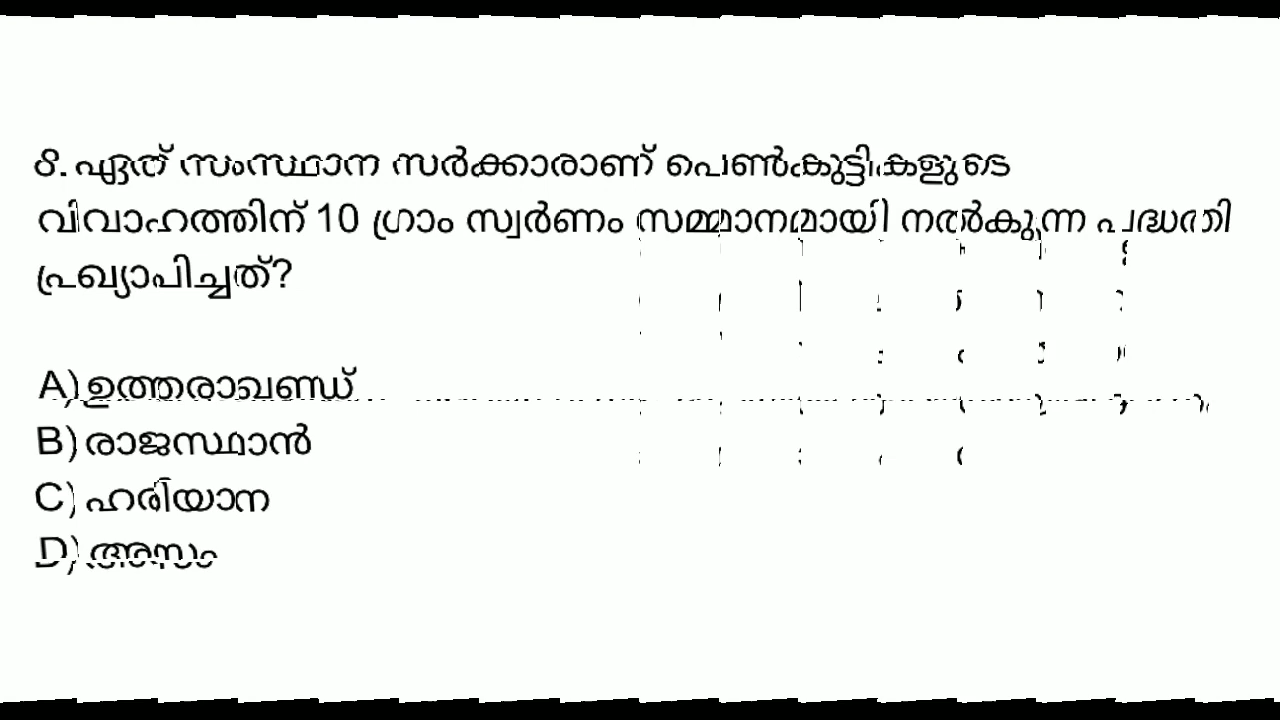 8. ഏത് സംസ്ഥാന സർക്കാരാണ് പെൺകുട്ടികളുടെ
വിവാഹത്തിന് 10 ഗ്രാം സ്വർണം സമ്മാനമായി നൽകുന്ന പദ്ധതി
പ്രഖ്യാപിച്ചത്?
A) ഉത്തരാഖണ്ഡ്
B) രാജസ്ഥാൻ
C) ഹരിയാന
D) അസം